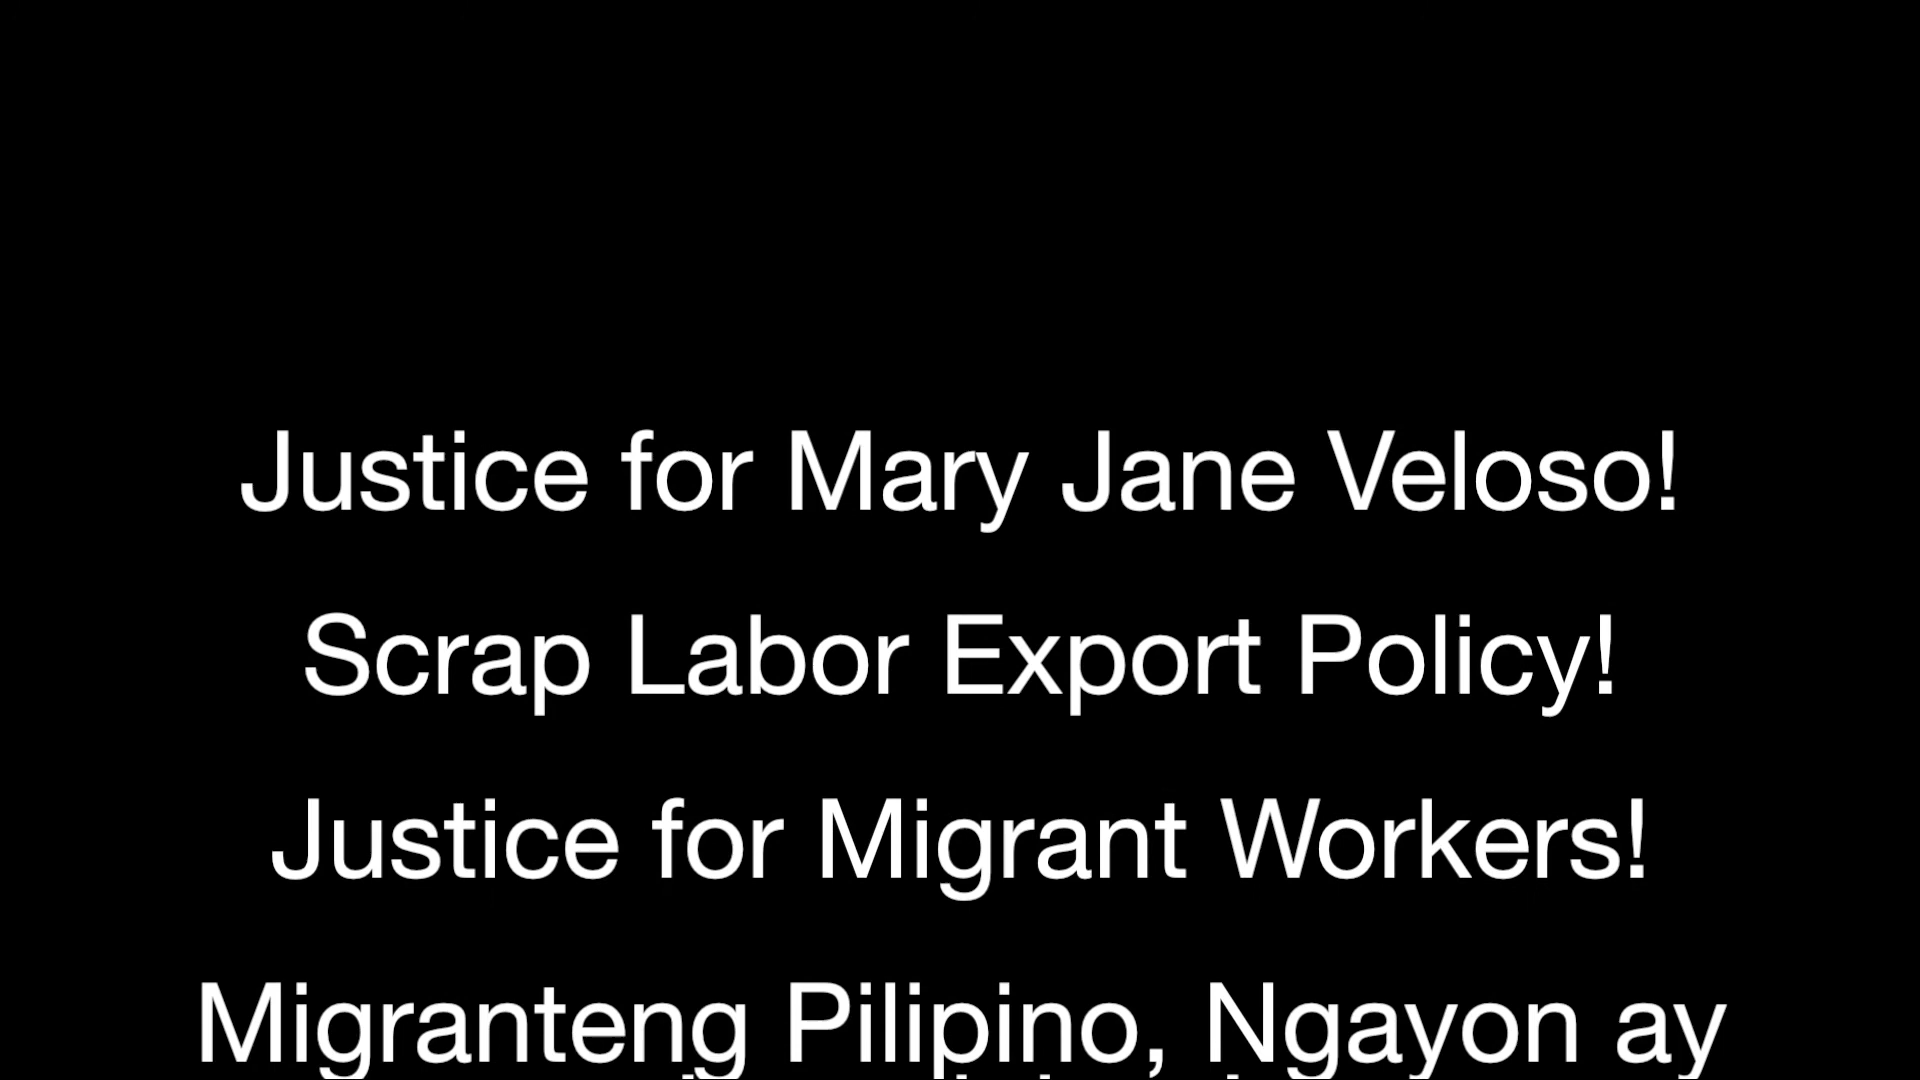 Justice for Mary Jane Veloso!
Scrap Labor Export Policy!
Justice for Migrant Workers!
Migranteng Pilipino, Ngayon ay